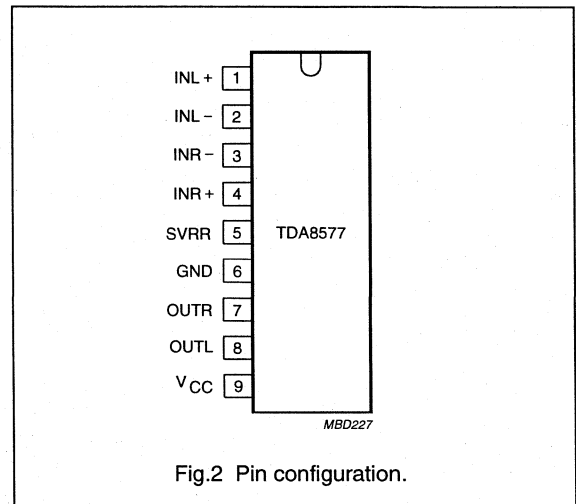 INL + 1
INL − 2
INR − 3
INR + 4
SVRR 5
TDA8577
GND 6
OUTR 7
OUTL 8
VCC 9
MBD227
Fig.2 Pin configuration.